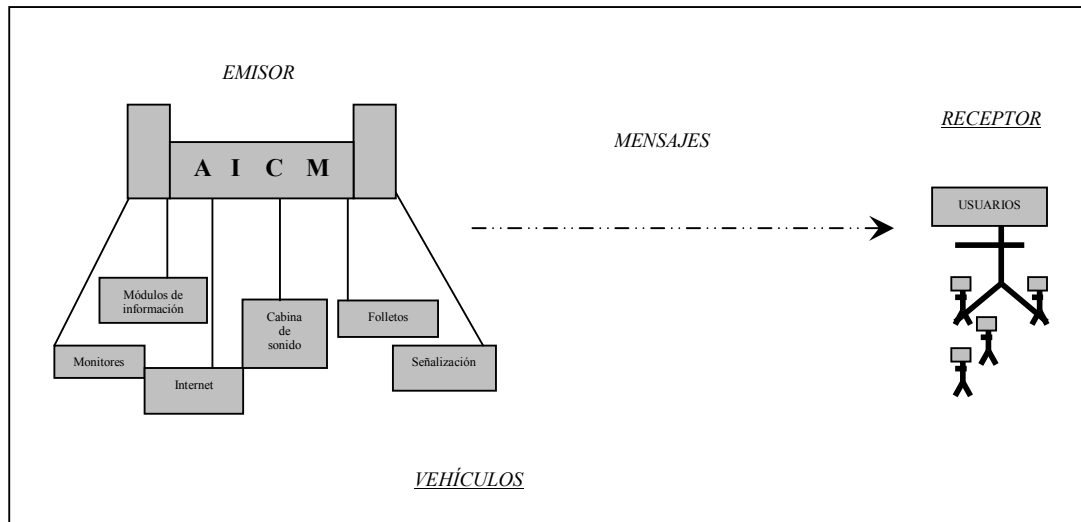 EMISOR
A I C M
MENSAJES
RECEPTOR
USUARIOS
Módulos de
información
Cabina
de
sonido
Folletos
Monitores
Internet
Señalización
VEHÍCULOS